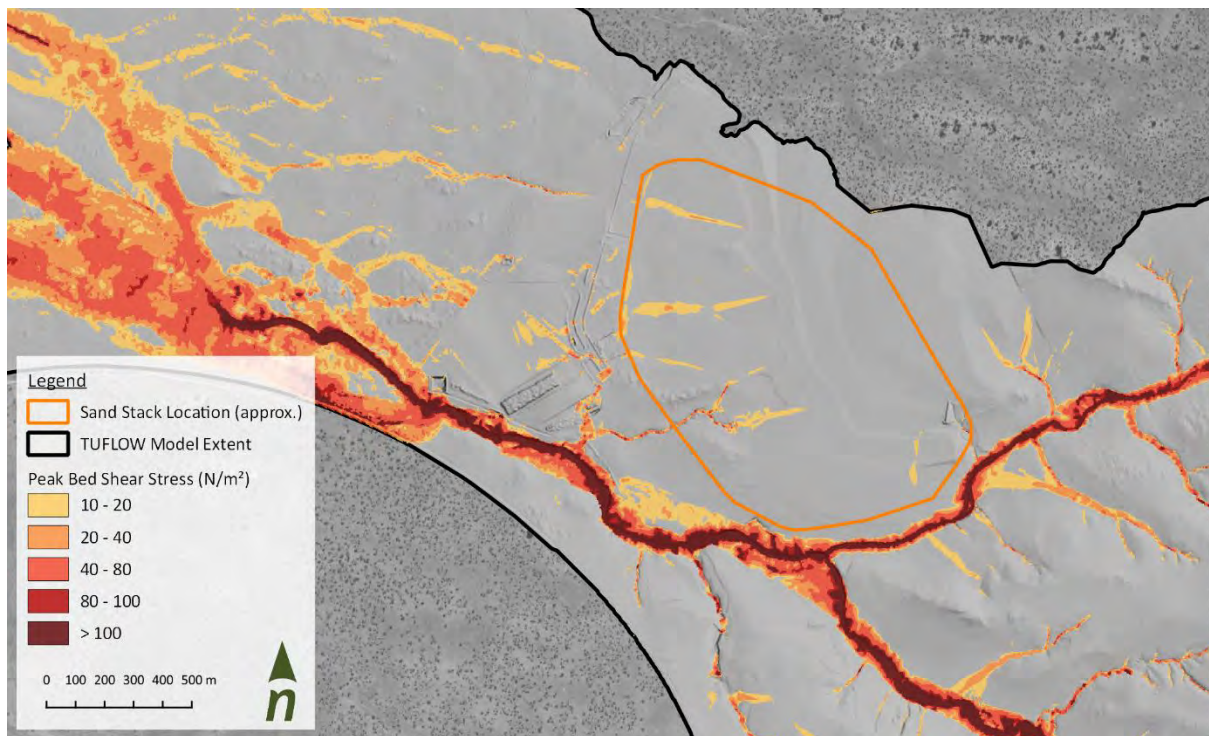 Legend
Sand Stack Location (approx.)
TUFLOW Model Extent
Peak Bed Shear Stress (N/m²)
10 - 20
20 - 40
40 - 80
80 - 100
> 100
0 100 200 300 400 500 m
n